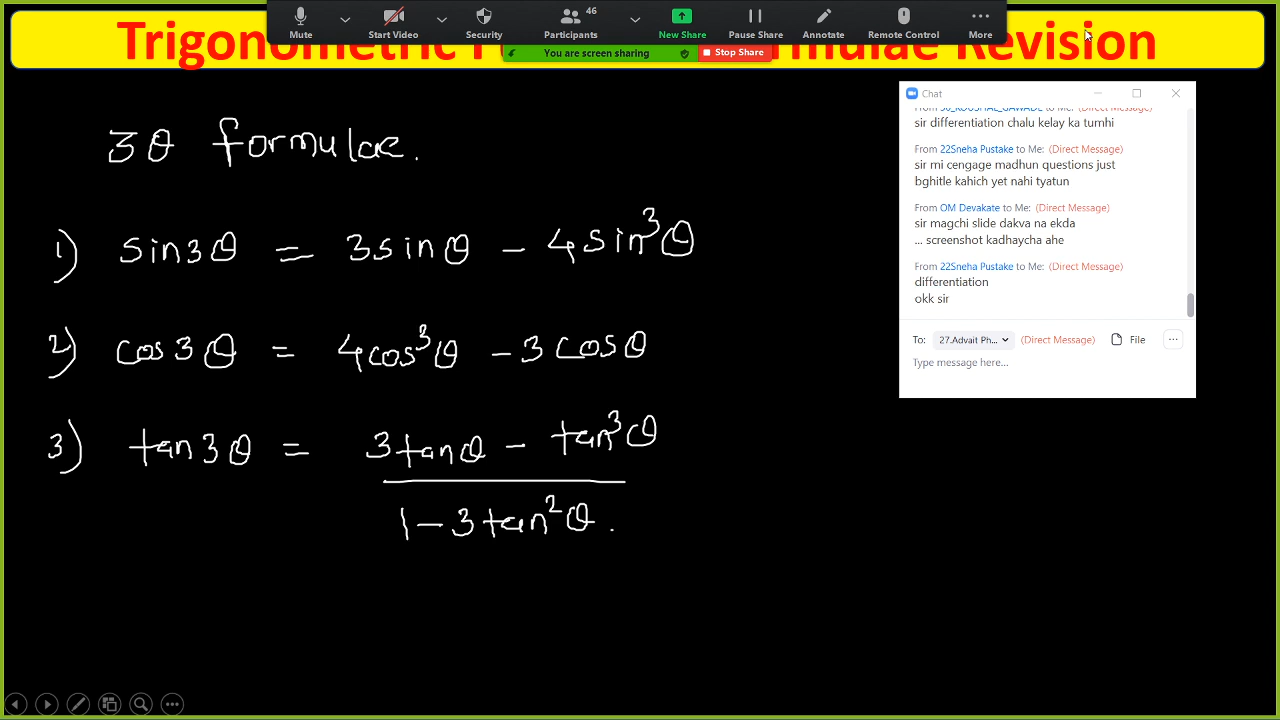 Mute
Start Video
Security
46
Participants
New Share
Pause Share
Annotate
Remote Control
More
You are screen sharing
Stop Share
Trigonometric Revision
3θ formulae.
1) sin3θ = 3sinθ - 4sin³θ
2) cos3θ = 4cos³θ - 3cosθ
3) tan3θ = 3tanθ - tan³θ
1 - 3tan²θ.
Chat
to Me: (Direct Message)
sir differentiation chalu kelay ka tumhi
From 22Sneha Pustake to Me: (Direct Message)
sir mi cengage madhun questions just
bghitle kahich yet nahi tyatun
From OM Devakate to Me: (Direct Message)
sir magchi slide dakva na ekda
... screenshot kadhaycha ahe
From 22Sneha Pustake to Me: (Direct Message)
differentiation
okk sir
To: 27.Advait Ph... (Direct Message) File
Type message here...